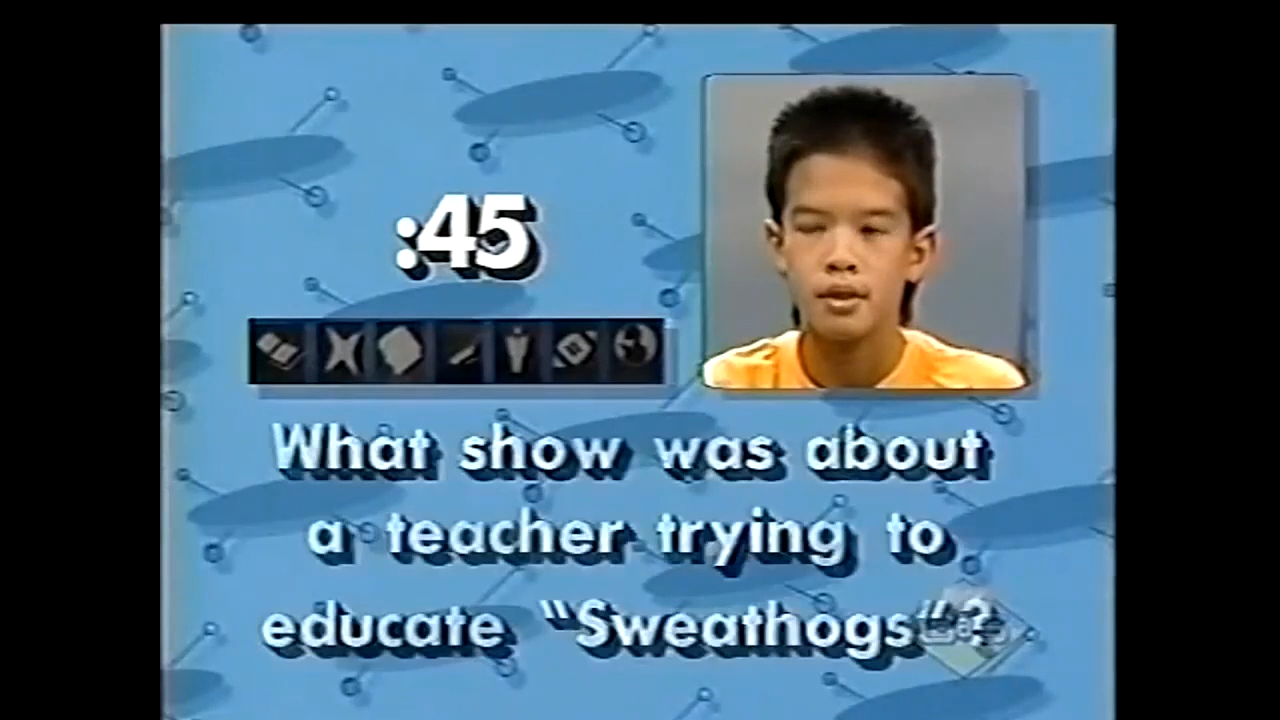 :45
What show was about
a teacher trying to
educate "Sweathogs"?